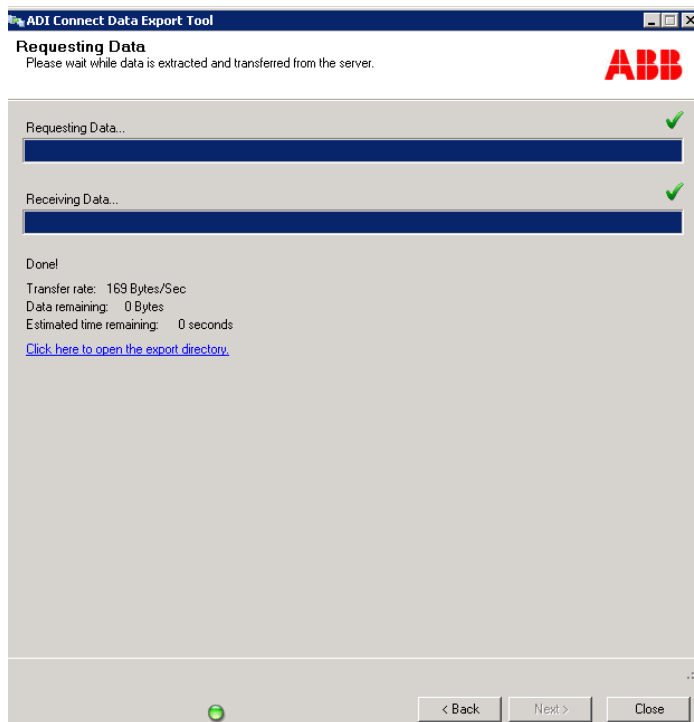 ADI Connect Data Export Tool
Requesting Data
Please wait while data is extracted and transferred from the server.
ABB
Requesting Data...
Receiving Data...
Done!
Transfer rate: 169 Bytes/Sec
Data remaining: 0 Bytes
Estimated time remaining: 0 seconds
Click here to open the export directory.
< Back Next > Close